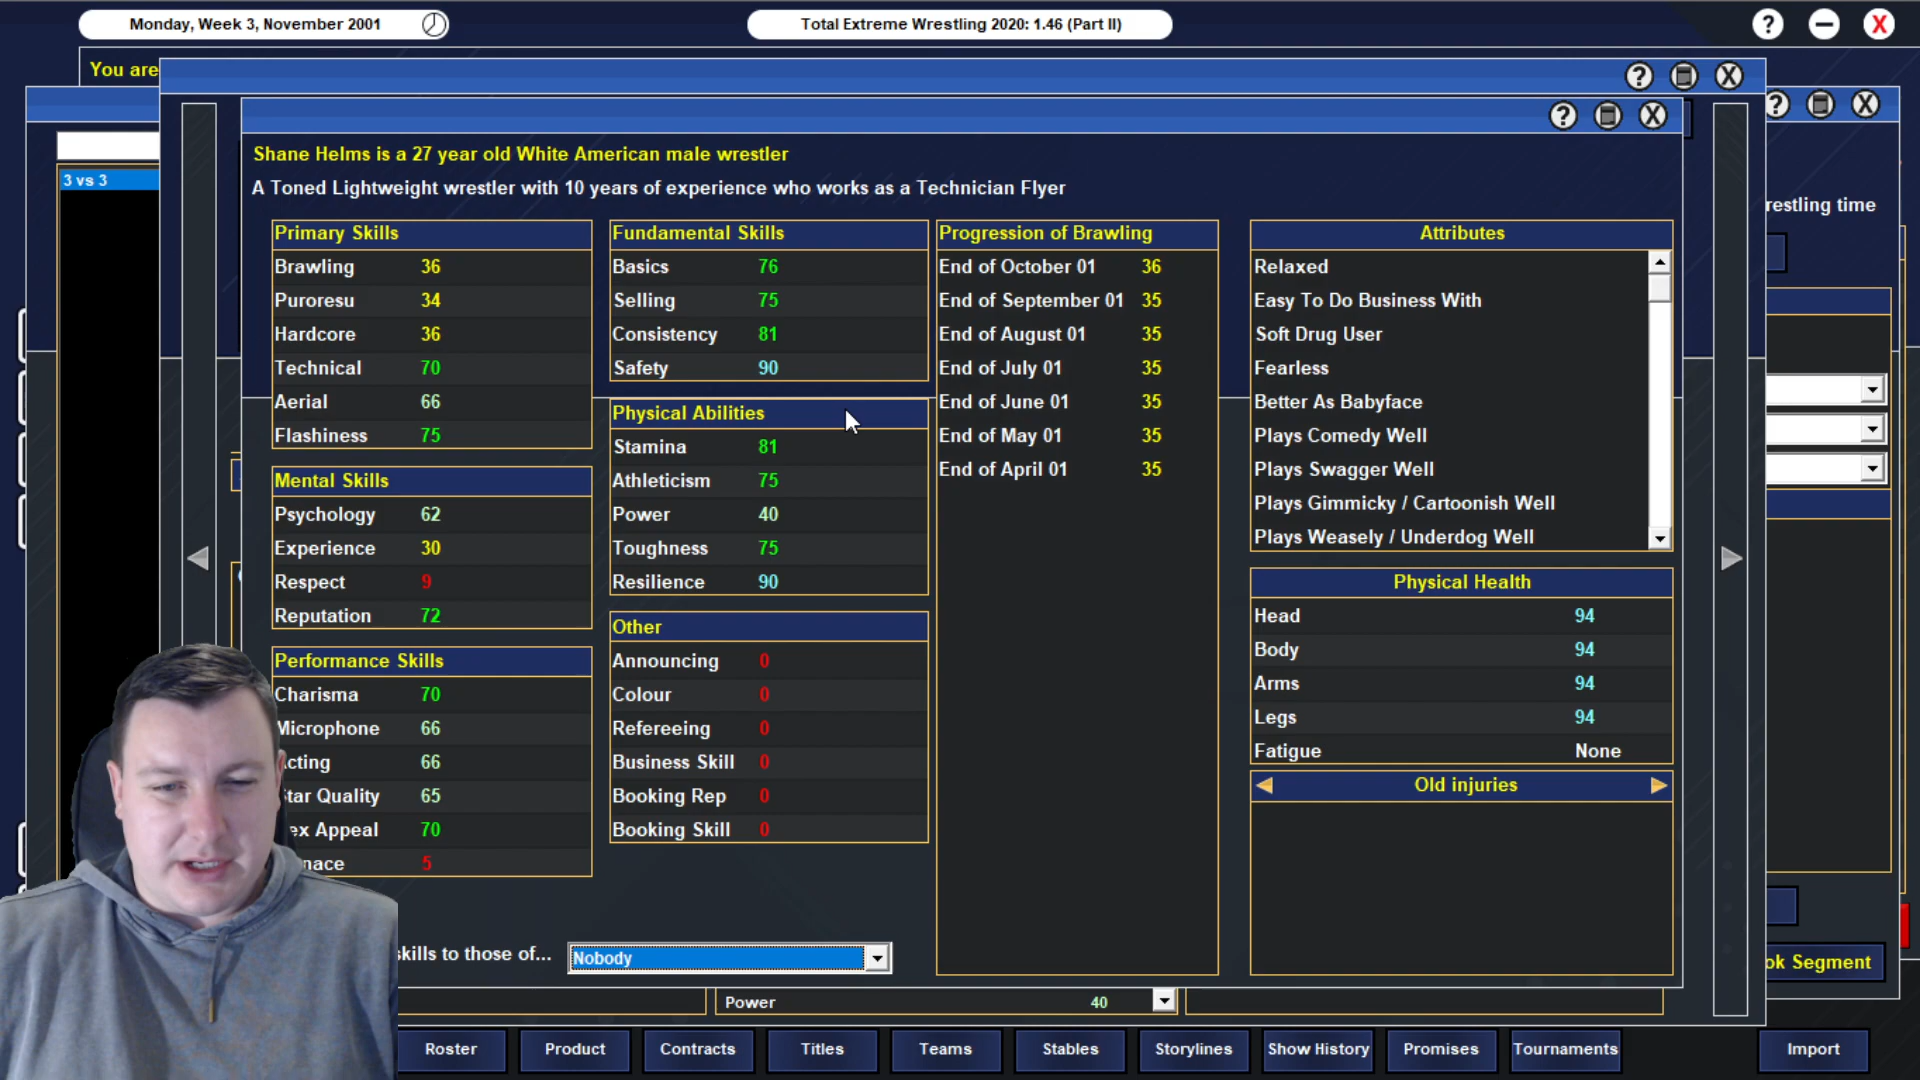 Monday, Week 3, November 2001
Total Extreme Wrestling 2020: 1.46 (Part II)
? X
You are
? X
? X
? X
3 vs 3
restling time
Shane Helms is a 27 year old White American male wrestler
A Toned Lightweight wrestler with 10 years of experience who works as a Technician Flyer
Primary Skills
Brawling 36
Puroresu 34
Hardcore 36
Technical 70
Aerial 66
Flashiness 75
Mental Skills
Psychology 62
Experience 30
Respect 9
Reputation 72
Performance Skills
Charisma 70
Microphone 66
cting 66
Star Quality 65
ex Appeal 70
nace 5
Fundamental Skills
Basics 76
Selling 75
Consistency 81
Safety 90
Physical Abilities
Stamina 81
Athleticism 75
Power 40
Toughness 75
Resilience 90
Other
Announcing 0
Colour 0
Refereeing 0
Business Skill 0
Booking Rep 0
Booking Skill 0
Progression of Brawling
End of October 01 36
End of September 01 35
End of August 01 35
End of July 01 35
End of June 01 35
End of May 01 35
End of April 01 35
Attributes
Relaxed
Easy To Do Business With
Soft Drug User
Fearless
Better As Babyface
Plays Comedy Well
Plays Swagger Well
Plays Gimmicky / Cartoonish Well
Plays Weasely / Underdog Well
Physical Health
Head 94
Body 94
Arms 94
Legs 94
Fatigue None
Old injuries
skills to those of... Nobody
ok Segment
Power 40
Roster Product Contracts Titles Teams Stables Storylines Show History Promises Tournaments Import